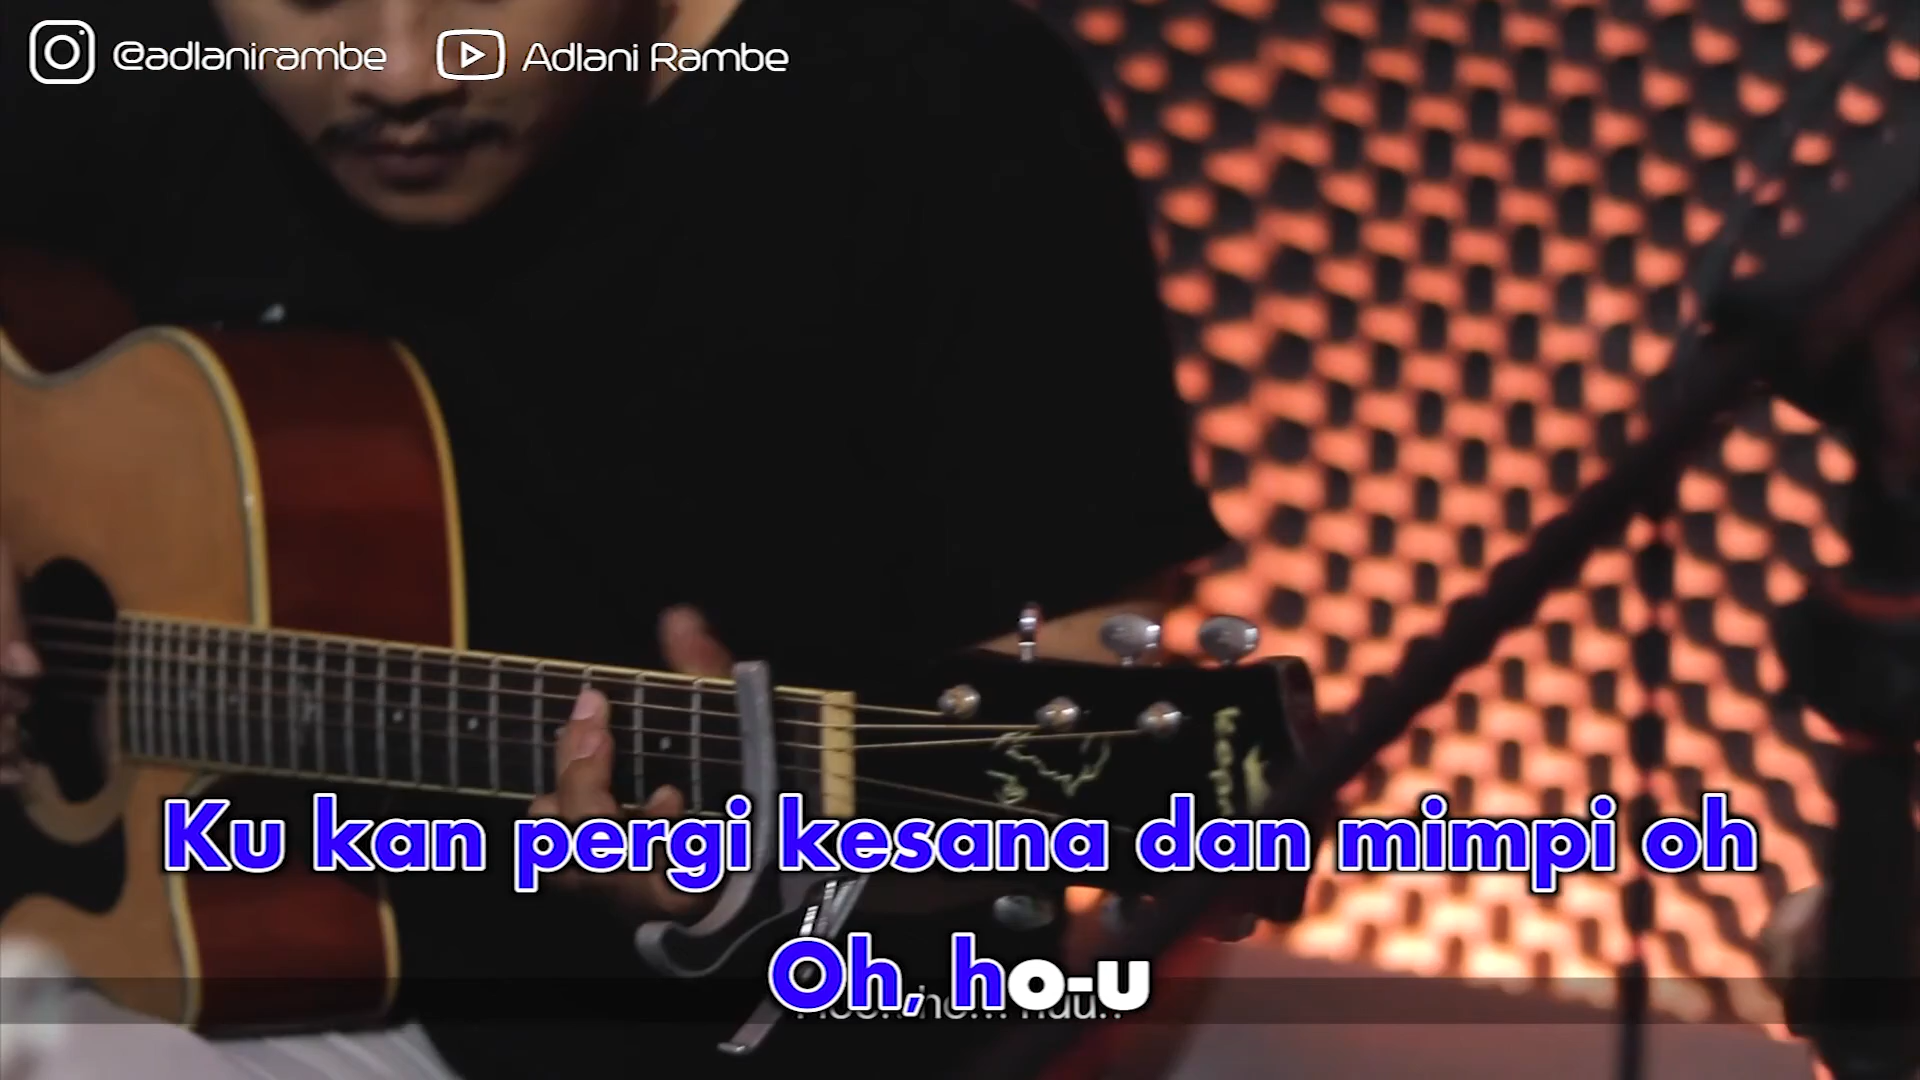 @adlanirambe Adlani Rambe
Ku kan pergi kesana dan mimpi oh
Oh, ho-u